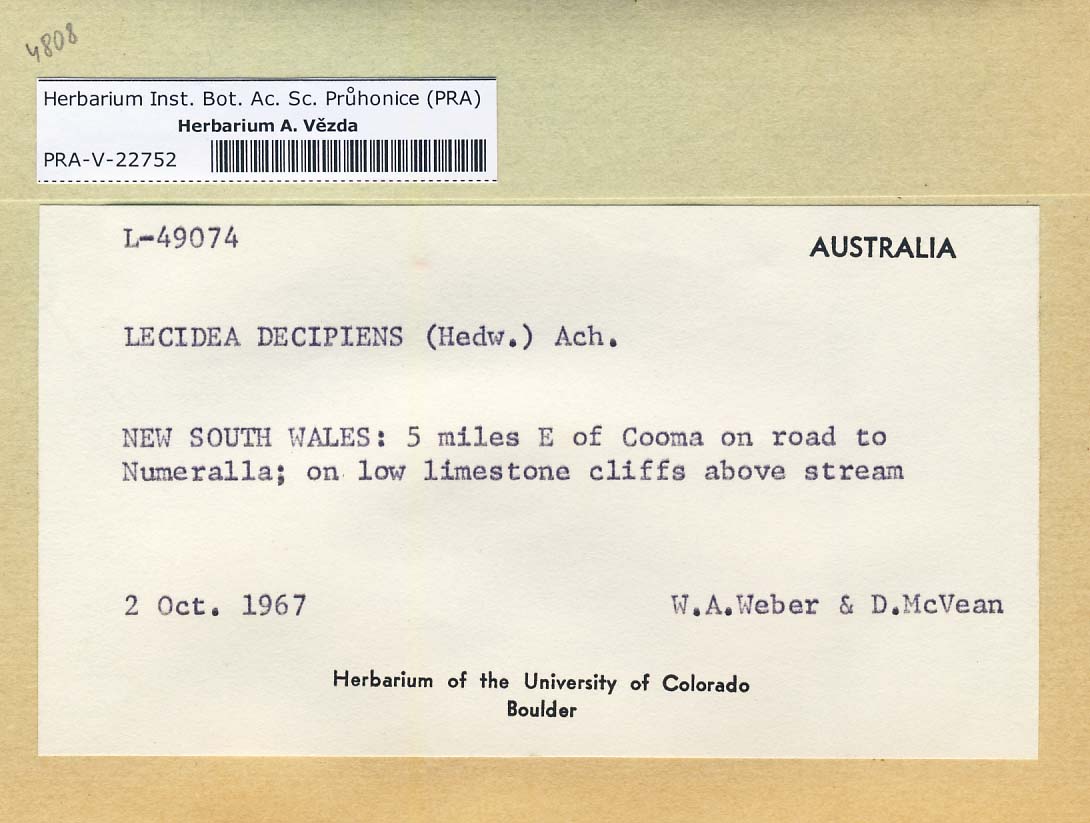 4808
Herbarium Inst. Bot. Ac. Sc. Průhonice (PRA)
Herbarium A. Vězda
PRA-V-22752
L-49074
AUSTRALIA
LECIDEA DECIPIENS (Hedw.) Ach.
NEW SOUTH WALES: 5 miles E of Cooma on road to
Numeralla; on low limestone cliffs above stream
2 Oct. 1967 W.A.Weber & D.McVean
Herbarium of the University of Colorado
Boulder